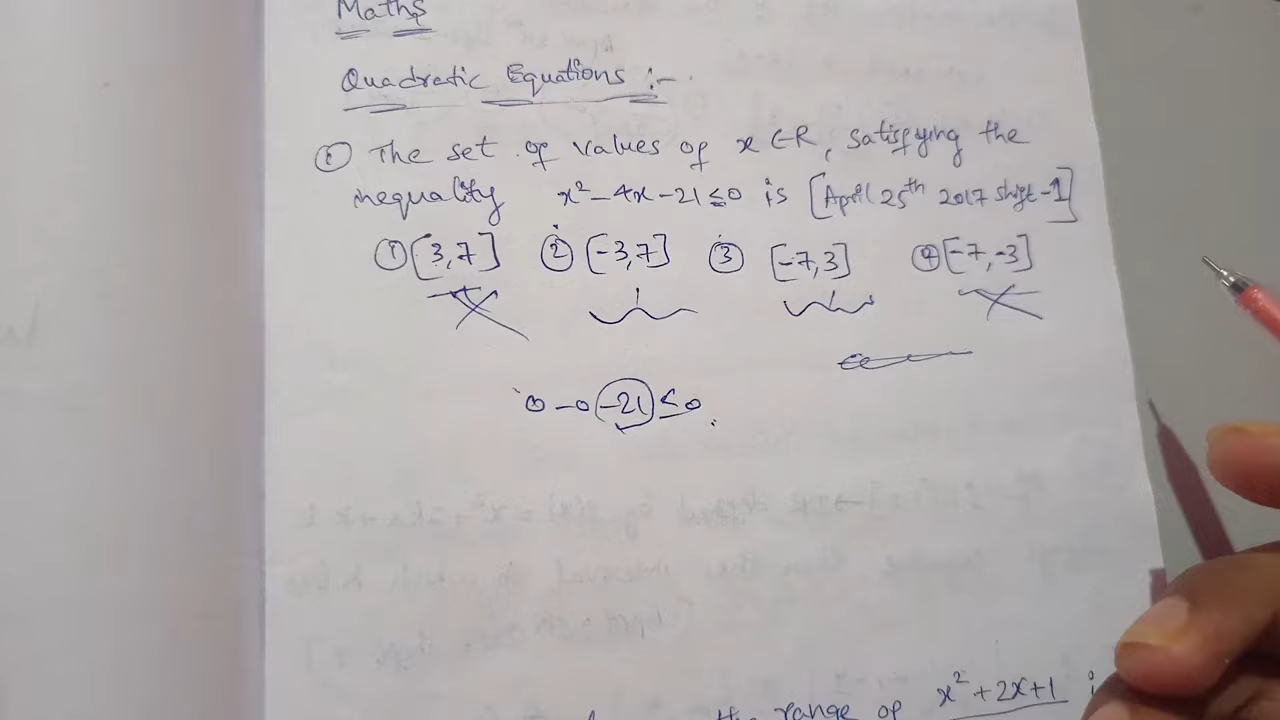 Maths
Quadratic Equations :-
① The set of values of x ∈ R, satisfying the
inequality x² - 4x - 21 ≤ 0 is [April 25th 2017 shift-1]
① [3,7] ② [-3,7] ③ [-7,3] ④ [-7,-3]
0 - 0 -21 ≤ 0
the range of x² + 2x + 1